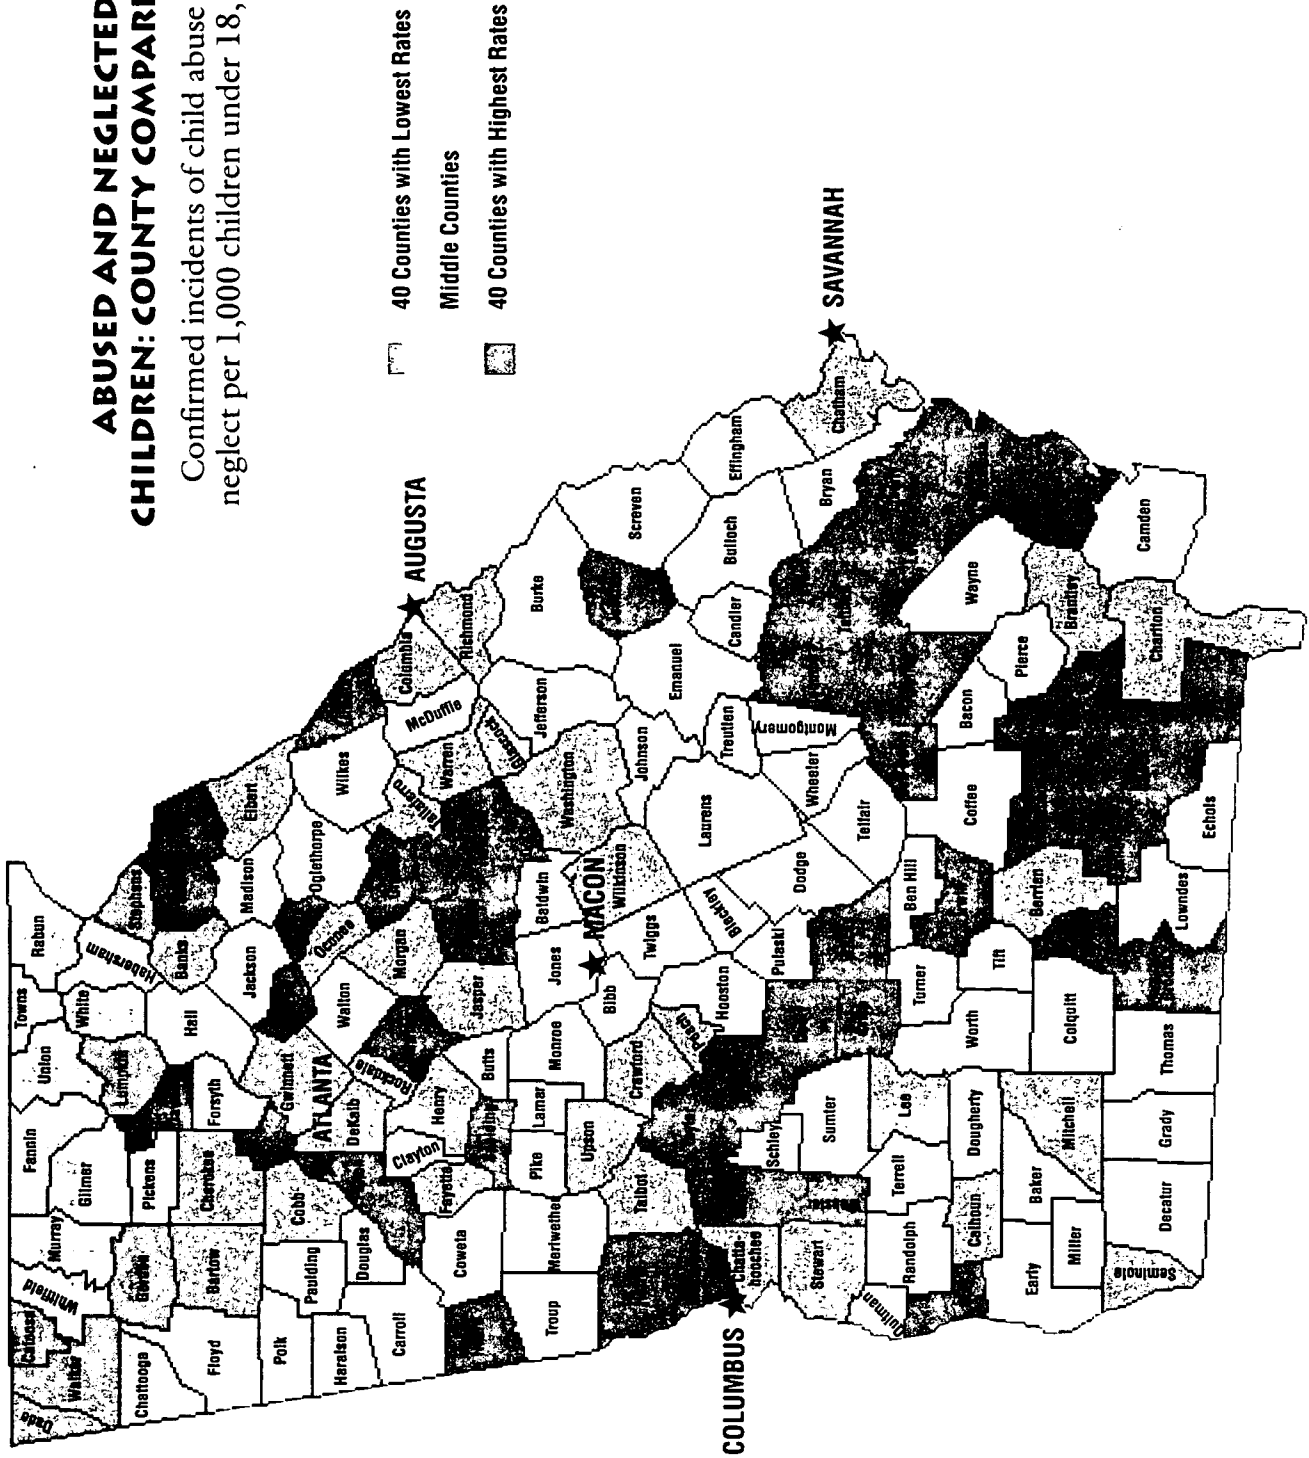 ABUSED AND NEGLECTED
CHILDREN: COUNTY COMPARI
Confirmed incidents of child abuse
neglect per 1,000 children under 18,
40 Counties with Lowest Rates
Middle Counties
40 Counties with Highest Rates
Dade
Catoosa
Walker
Whitfield
Murray
Fannin
Union
Towns
Rabun
Gilmer
Lumpkin
White
Habersham
Stephens
Chattooga
Gordon
Pickens
Banks
Floyd
Bartow
Cherokee
Forsyth
Hall
Jackson
Madison
Elbert
Polk
Paulding
Cobb
Gwinnett
ATLANTA
Haralson
Douglas
DeKalb
Walton
Oconee
Oglethorpe
Wilkes
Carroll
Clayton
Rockdale
Morgan
Taliaferro
McDuffie
Columbia
AUGUSTA
Coweta
Fayette
Henry
Jasper
Warren
Richmond
Spalding
Butts
Glascock
Troup
Meriwether
Pike
Lamar
Monroe
Jones
Baldwin
Washington
Jefferson
Burke
Upson
Bibb
MACON
Wilkinson
Johnson
Screven
Talbot
Crawford
Twiggs
Emanuel
Peach
Houston
Bleckley
Laurens
Treutlen
Candler
Bulloch
Effingham
COLUMBUS
Chatta-
hoochee
Schley
Pulaski
Dodge
Wheeler
Montgomery
Bryan
Chatham
SAVANNAH
Stewart
Sumter
Telfair
Quitman
Randolph
Terrell
Lee
Turner
Ben Hill
Calhoun
Dougherty
Worth
Tift
Coffee
Bacon
Wayne
Early
Baker
Mitchell
Colquitt
Berrien
Pierce
Brantley
Miller
Seminole
Decatur
Grady
Thomas
Lowndes
Echols
Charlton
Camden